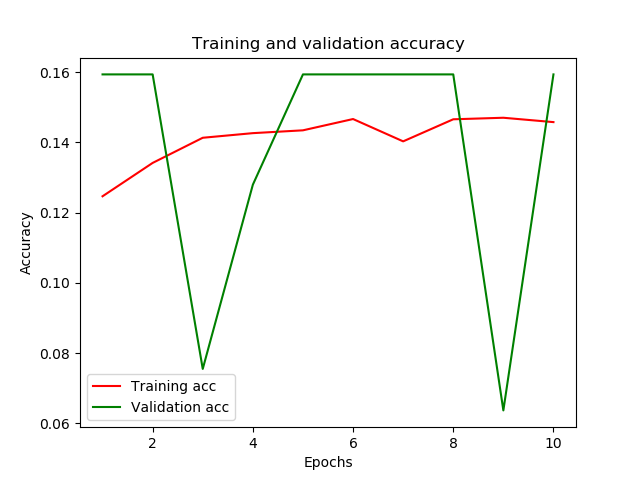 Training and validation accuracy
0.16
0.14
0.12
0.10
0.08
0.06
Accuracy
Training acc
Validation acc
2 4 6 8 10
Epochs